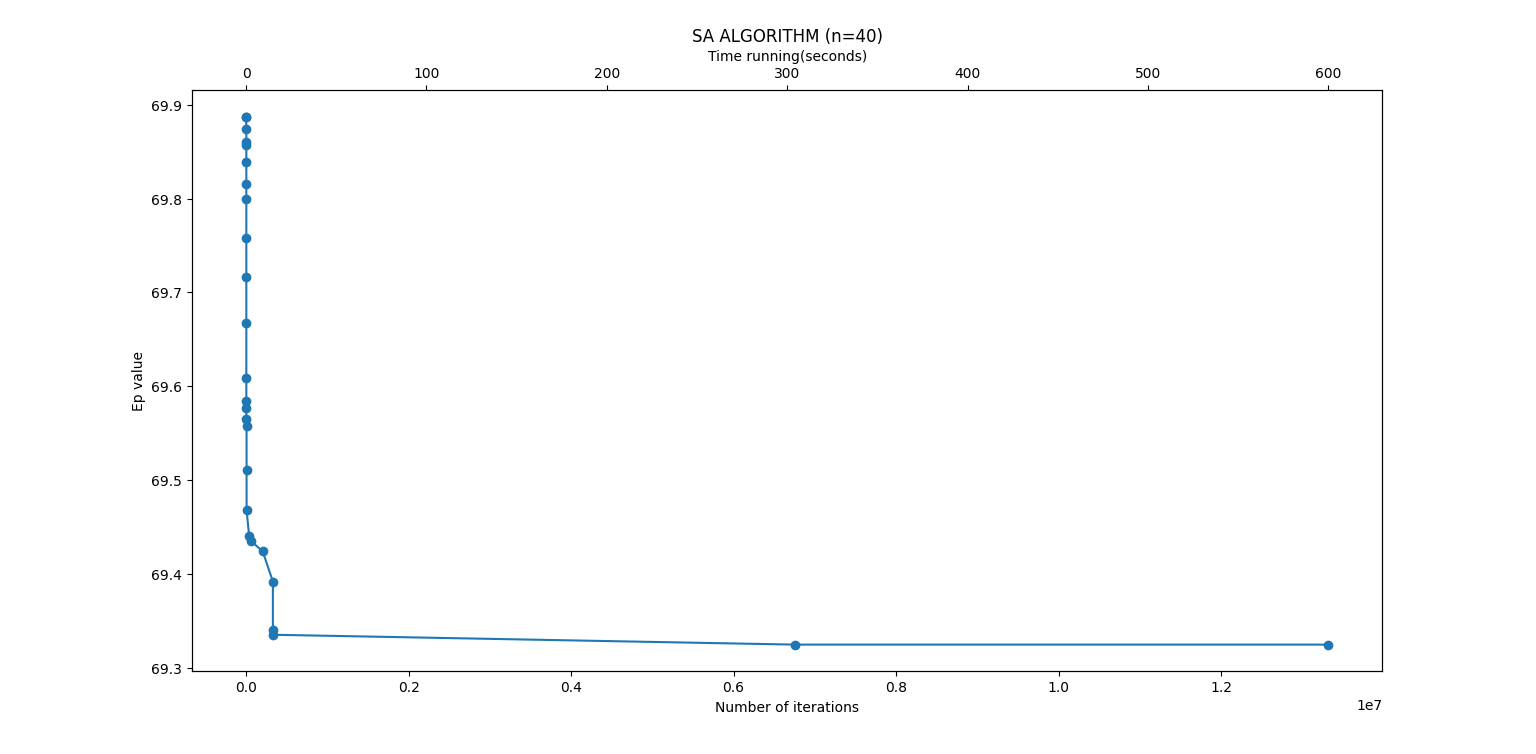 SA ALGORITHM (n=40)
Time running(seconds)
0 100 200 300 400 500 600
69.9
69.8
69.7
69.6
69.5
69.4
69.3
Ep value
0.0 0.2 0.4 0.6 0.8 1.0 1.2
1e7
Number of iterations